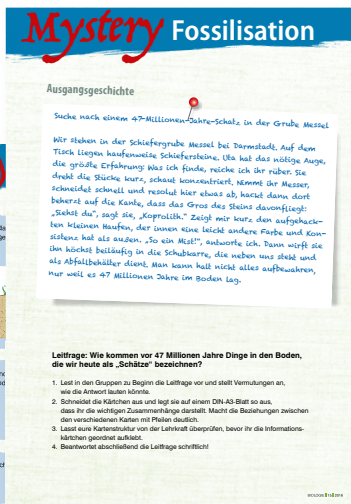 Mystery Fossilisation
Ausgangsgeschichte
Suche nach einem 47-Millionen-Jahre-Schatz in der Grube Messel
Wir stehen in der Schiefergrube Messel bei Darmstadt. Auf dem
Tisch liegen haufenweise Schiefersteine. Uta hat das nötige Auge,
die größte Erfahrung: Was ich finde, reiche ich ihr rüber. Sie
dreht die Stücke kurz, schaut konzentriert, nimmt ihr Messer,
schneidet schnell und resolut hier etwas ab, hackt dann dort
beherzt auf die Kante, dass das Gros des Steins davonfliegt:
„Siehst du“, sagt sie, „Koprolith.“ Zeigt mir kurz den aufgehack-
ten kleinen Haufen, der innen eine leicht andere Farbe und Kon-
sistenz hat als außen. „So ein Mist!“, antworte ich. Dann wirft sie
ihn höchst beiläufig in die Schubkarre, die neben uns steht und
als Abfallbehälter dient. Man kann halt nicht alles aufbewahren,
nur weil es 47 Millionen Jahre im Boden lag.
Leitfrage: Wie kommen vor 47 Millionen Jahre Dinge in den Boden,
die wir heute als „Schätze“ bezeichnen?
1. Lest in den Gruppen zu Beginn die Leitfrage vor und stellt Vermutungen an,
wie die Antwort lauten könnte.
2. Schneidet die Kärtchen aus und legt sie auf einem DIN-A3-Blatt so aus,
dass ihr die wichtigen Zusammenhänge darstellt. Macht die Beziehungen zwischen
den verschiedenen Karten mit Pfeilen deutlich.
3. Lasst eure Kartenstruktur von der Lehrkraft überprüfen, bevor ihr die Informations-
kärtchen geordnet aufklebt.
4. Beantwortet abschließend die Leitfrage schriftlich!